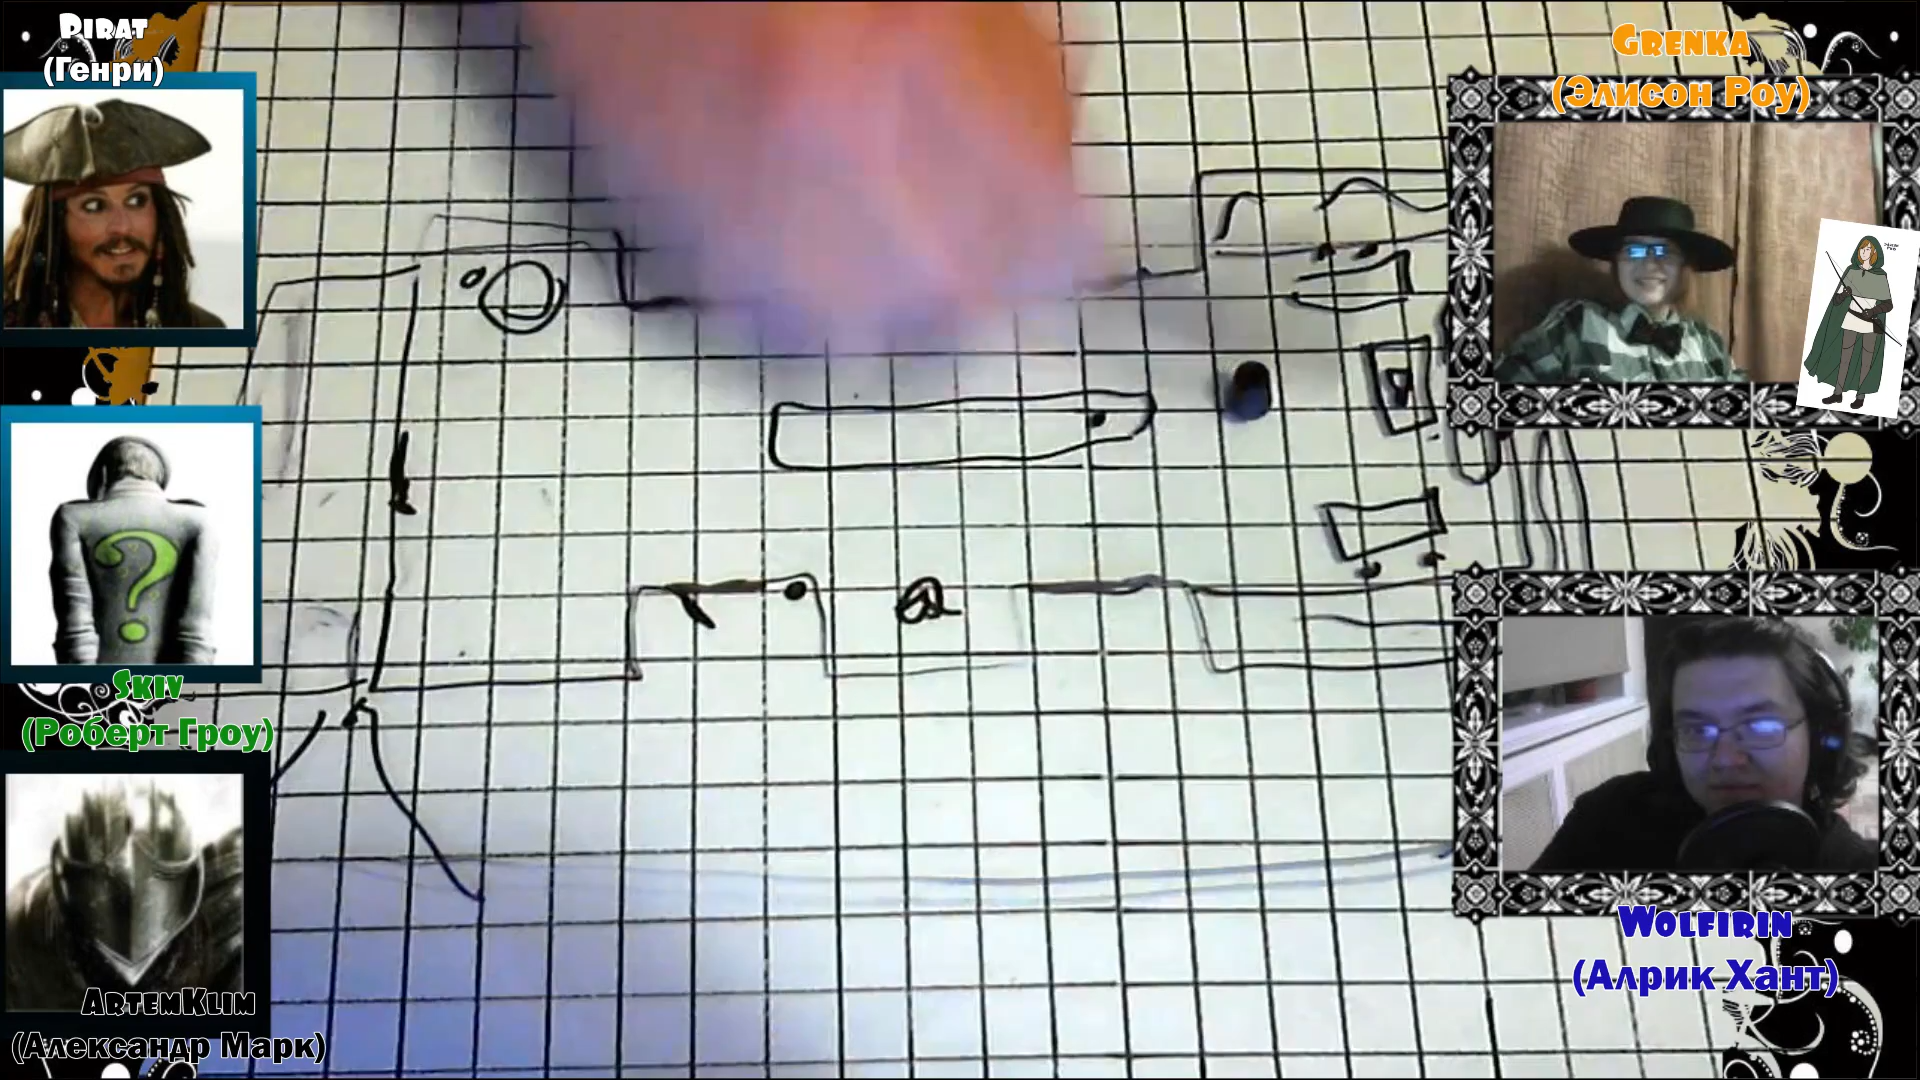 Pirat
(Генри)
Skiv
(Роберт Гроу)
ArtemKlim
(Александр Марк)
Grenka
(Элисон Роу)
Wolfirin
(Алрик Хант)